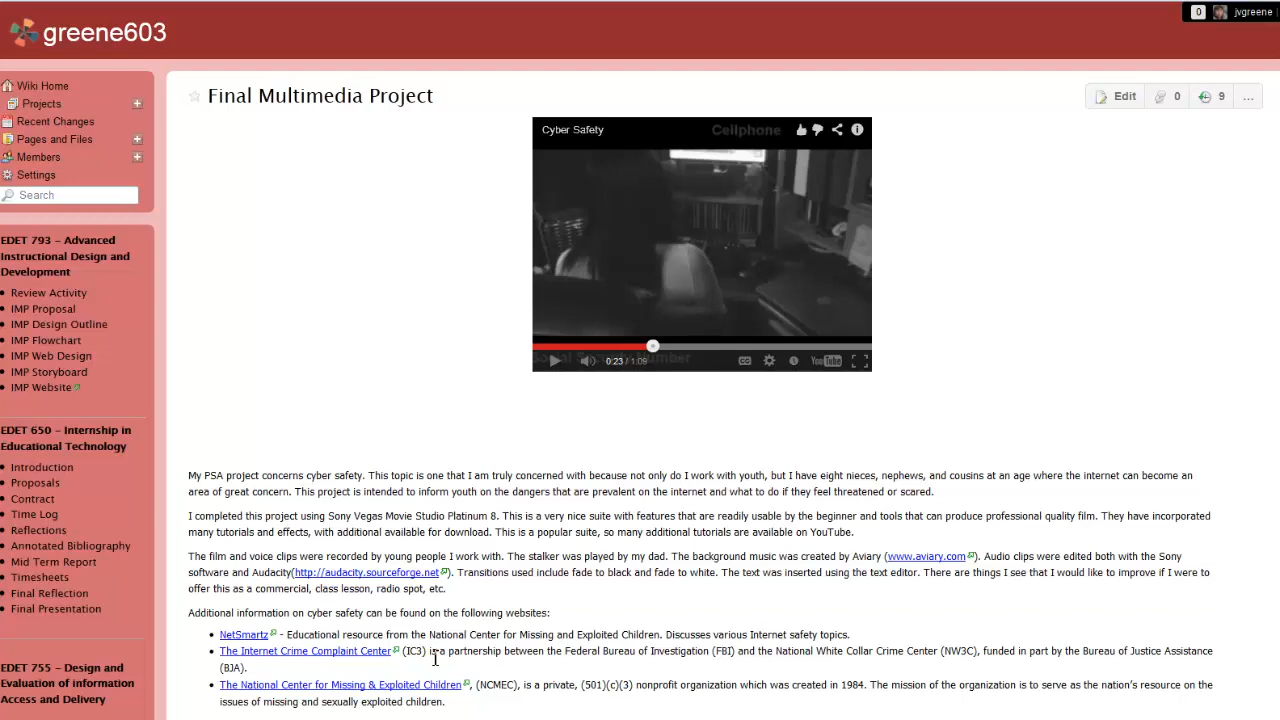 0 jvgreene
greene603
Wiki Home
Projects
Recent Changes
Pages and Files
Members
Settings
Search
EDET 793 – Advanced
Instructional Design and
Development
Review Activity
IMP Proposal
IMP Design Outline
IMP Flowchart
IMP Web Design
IMP Storyboard
IMP Website
EDET 650 – Internship in
Educational Technology
Introduction
Proposals
Contract
Time Log
Reflections
Annotated Bibliography
Mid Term Report
Timesheets
Final Reflection
Final Presentation
EDET 755 – Design and
Evaluation of information
Access and Delivery
Final Multimedia Project
Edit 0 9 ...
Cyber Safety Cellphone
Social Security Number
0:23 / 1:09 CC YouTube
My PSA project concerns cyber safety. This topic is one that I am truly concerned with because not only do I work with youth, but I have eight nieces, nephews, and cousins at an age where the internet can become an
area of great concern. This project is intended to inform youth on the dangers that are prevalent on the internet and what to do if they feel threatened or scared.
I completed this project using Sony Vegas Movie Studio Platinum 8. This is a very nice suite with features that are readily usable by the beginner and tools that can produce professional quality film. They have incorporated
many tutorials and effects, with additional available for download. This is a popular suite, so many additional tutorials are available on YouTube.
The film and voice clips were recorded by young people I work with. The stalker was played by my dad. The background music was created by Aviary (www.aviary.com). Audio clips were edited both with the Sony
software and Audacity(http://audacity.sourceforge.net). Transitions used include fade to black and fade to white. The text was inserted using the text editor. There are things I see that I would like to improve if I were to
offer this as a commercial, class lesson, radio spot, etc.
Additional information on cyber safety can be found on the following websites:
NetSmartz - Educational resource from the National Center for Missing and Exploited Children. Discusses various Internet safety topics.
The Internet Crime Complaint Center (IC3) is a partnership between the Federal Bureau of Investigation (FBI) and the National White Collar Crime Center (NW3C), funded in part by the Bureau of Justice Assistance
(BJA).
The National Center for Missing & Exploited Children, (NCMEC), is a private, (501)(c)(3) nonprofit organization which was created in 1984. The mission of the organization is to serve as the nation's resource on the
issues of missing and sexually exploited children.